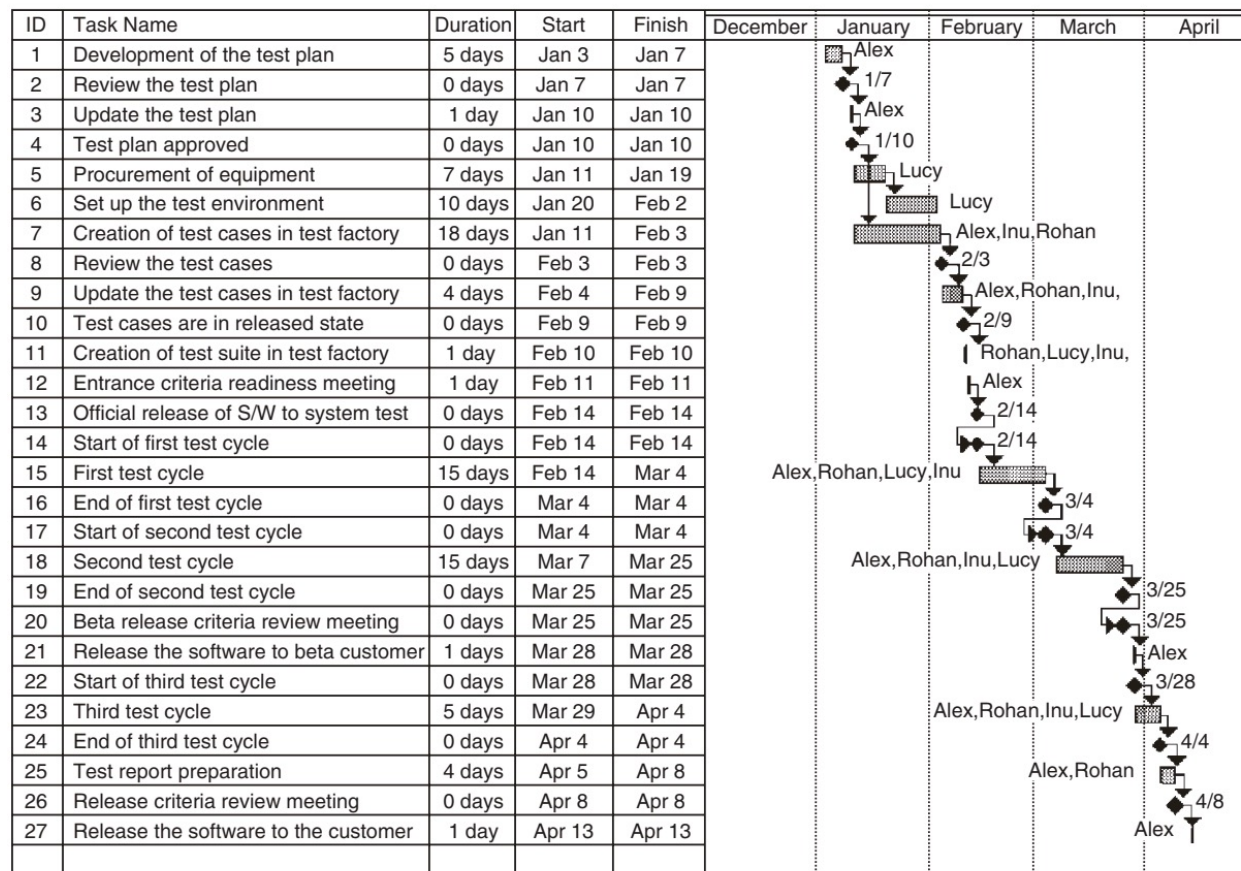 ID Task Name Duration Start Finish December January February March April
1 Development of the test plan 5 days Jan 3 Jan 7 Alex
2 Review the test plan 0 days Jan 7 Jan 7 1/7
3 Update the test plan 1 day Jan 10 Jan 10 Alex
4 Test plan approved 0 days Jan 10 Jan 10 1/10
5 Procurement of equipment 7 days Jan 11 Jan 19 Lucy
6 Set up the test environment 10 days Jan 20 Feb 2 Lucy
7 Creation of test cases in test factory 18 days Jan 11 Feb 3 Alex,Inu,Rohan
8 Review the test cases 0 days Feb 3 Feb 3 2/3
9 Update the test cases in test factory 4 days Feb 4 Feb 9 Alex,Rohan,Inu,
10 Test cases are in released state 0 days Feb 9 Feb 9 2/9
11 Creation of test suite in test factory 1 day Feb 10 Feb 10 Rohan,Lucy,Inu,
12 Entrance criteria readiness meeting 1 day Feb 11 Feb 11 Alex
13 Official release of S/W to system test 0 days Feb 14 Feb 14 2/14
14 Start of first test cycle 0 days Feb 14 Feb 14 2/14
15 First test cycle 15 days Feb 14 Mar 4 Alex,Rohan,Lucy,Inu
16 End of first test cycle 0 days Mar 4 Mar 4 3/4
17 Start of second test cycle 0 days Mar 4 Mar 4 3/4
18 Second test cycle 15 days Mar 7 Mar 25 Alex,Rohan,Inu,Lucy
19 End of second test cycle 0 days Mar 25 Mar 25 3/25
20 Beta release criteria review meeting 0 days Mar 25 Mar 25 3/25
21 Release the software to beta customer 1 days Mar 28 Mar 28 Alex
22 Start of third test cycle 0 days Mar 28 Mar 28 3/28
23 Third test cycle 5 days Mar 29 Apr 4 Alex,Rohan,Inu,Lucy
24 End of third test cycle 0 days Apr 4 Apr 4 4/4
25 Test report preparation 4 days Apr 5 Apr 8 Alex,Rohan
26 Release criteria review meeting 0 days Apr 8 Apr 8 4/8
27 Release the software to the customer 1 day Apr 13 Apr 13 Alex